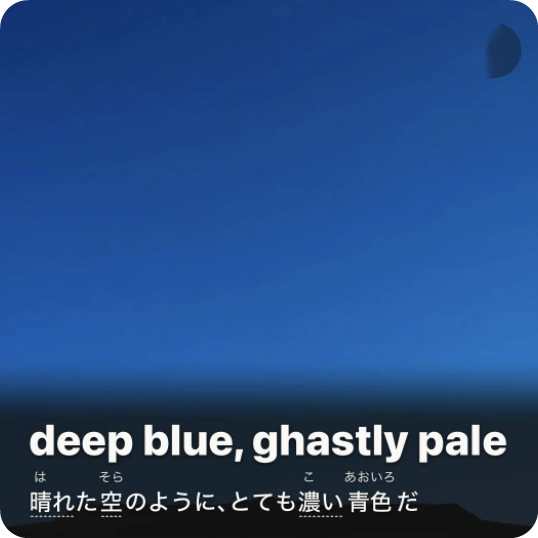 deep blue, ghastly pale
は そら こ あおいろ
晴れた空のように、とても濃い青色だ